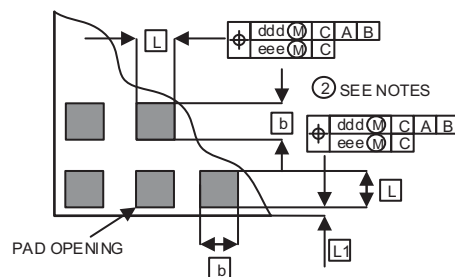 L
⌖ ddd Ⓜ C A B
eee Ⓜ C
② SEE NOTES
b
⌖ ddd Ⓜ C A B
eee Ⓜ C
L
PAD OPENING
b
L1